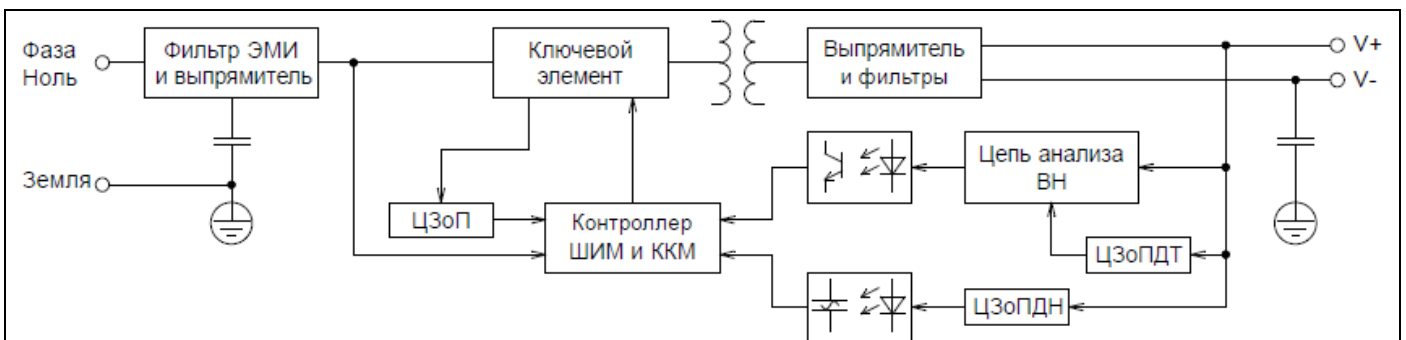 Фаза
Ноль
Фильтр ЭМИ
и выпрямитель
Ключевой
элемент
Выпрямитель
и фильтры
V+
V-
Земля
ЦЗоП
Контроллер
ШИМ и ККМ
Цепь анализа
ВН
ЦЗоПДТ
ЦЗоПДН